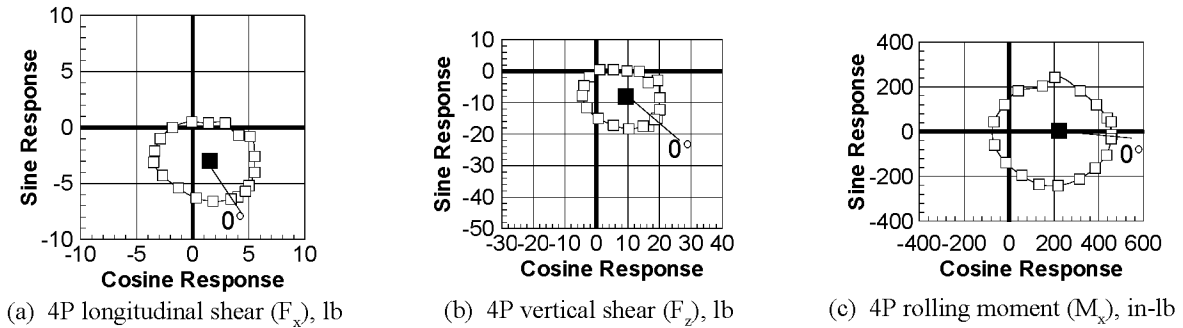 10
5
0
-5
-10
-10 -5 0 5 10
Sine Response
Cosine Response
0°
(a) 4P longitudinal shear (Fx), lb
10
0
-10
-20
-30
-40
-50
-30 -20 -10 0 10 20 30 40
Sine Response
Cosine Response
0°
(b) 4P vertical shear (Fz), lb
400
200
0
-200
-400
-400 -200 0 200 400 600
Sine Response
Cosine Response
0°
(c) 4P rolling moment (Mx), in-lb